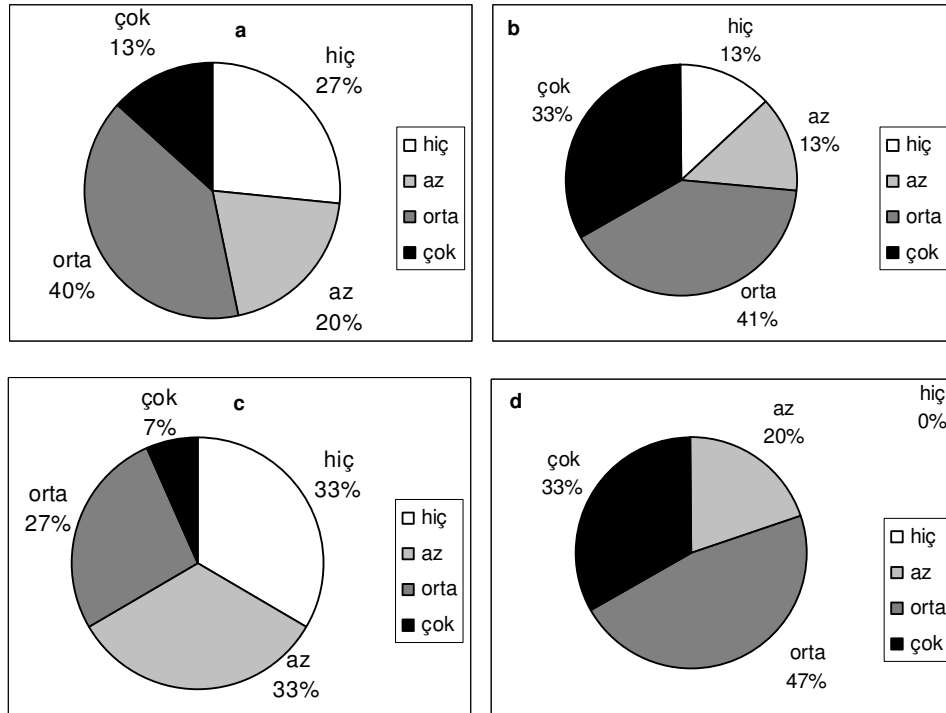 a
çok
13%
hiç
27%
orta
40%
az
20%
hiç
az
orta
çok
b
hiç
13%
çok
33%
az
13%
orta
41%
hiç
az
orta
çok
c
çok
7%
hiç
33%
orta
27%
az
33%
hiç
az
orta
çok
d
az
20%
hiç
0%
çok
33%
orta
47%
hiç
az
orta
çok